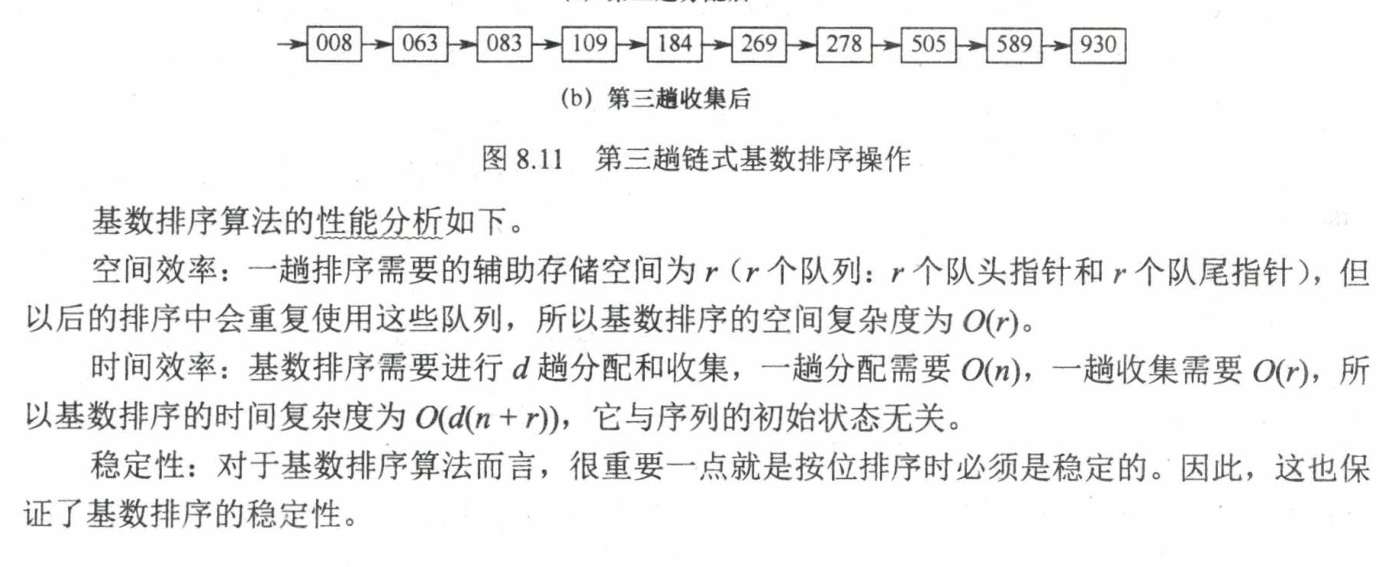 008 063 083 109 184 269 278 505 589 930
(b) 第三趟收集后
图 8.11 第三趟链式基数排序操作
基数排序算法的性能分析如下。
空间效率：一趟排序需要的辅助存储空间为 r（r 个队列：r 个队头指针和 r 个队尾指针），但
以后的排序中会重复使用这些队列，所以基数排序的空间复杂度为 O(r)。
时间效率：基数排序需要进行 d 趟分配和收集，一趟分配需要 O(n)，一趟收集需要 O(r)，所
以基数排序的时间复杂度为 O(d(n + r))，它与序列的初始状态无关。
稳定性：对于基数排序算法而言，很重要一点就是按位排序时必须是稳定的。因此，这也保
证了基数排序的稳定性。